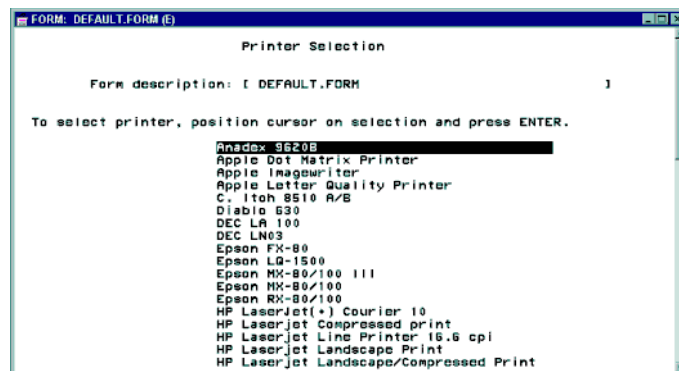 FORM: DEFAULT.FORM (E)
Printer Selection
Form description: [ DEFAULT.FORM ]
To select printer, position cursor on selection and press ENTER.
Anadex 9620B
Apple Dot Matrix Printer
Apple Imagewriter
Apple Letter Quality Printer
C. Itoh 8510 A/B
Diablo 630
DEC LA 100
DEC LN03
Epson FX-80
Epson LQ-1500
Epson MX-80/100 III
Epson MX-80/100
Epson RX-80/100
HP LaserJet(+) Courier 10
HP Laserjet Compressed print
HP Laserjet Line Printer 16.6 cpi
HP Laserjet Landscape Print
HP Laserjet Landscape/Compressed Print